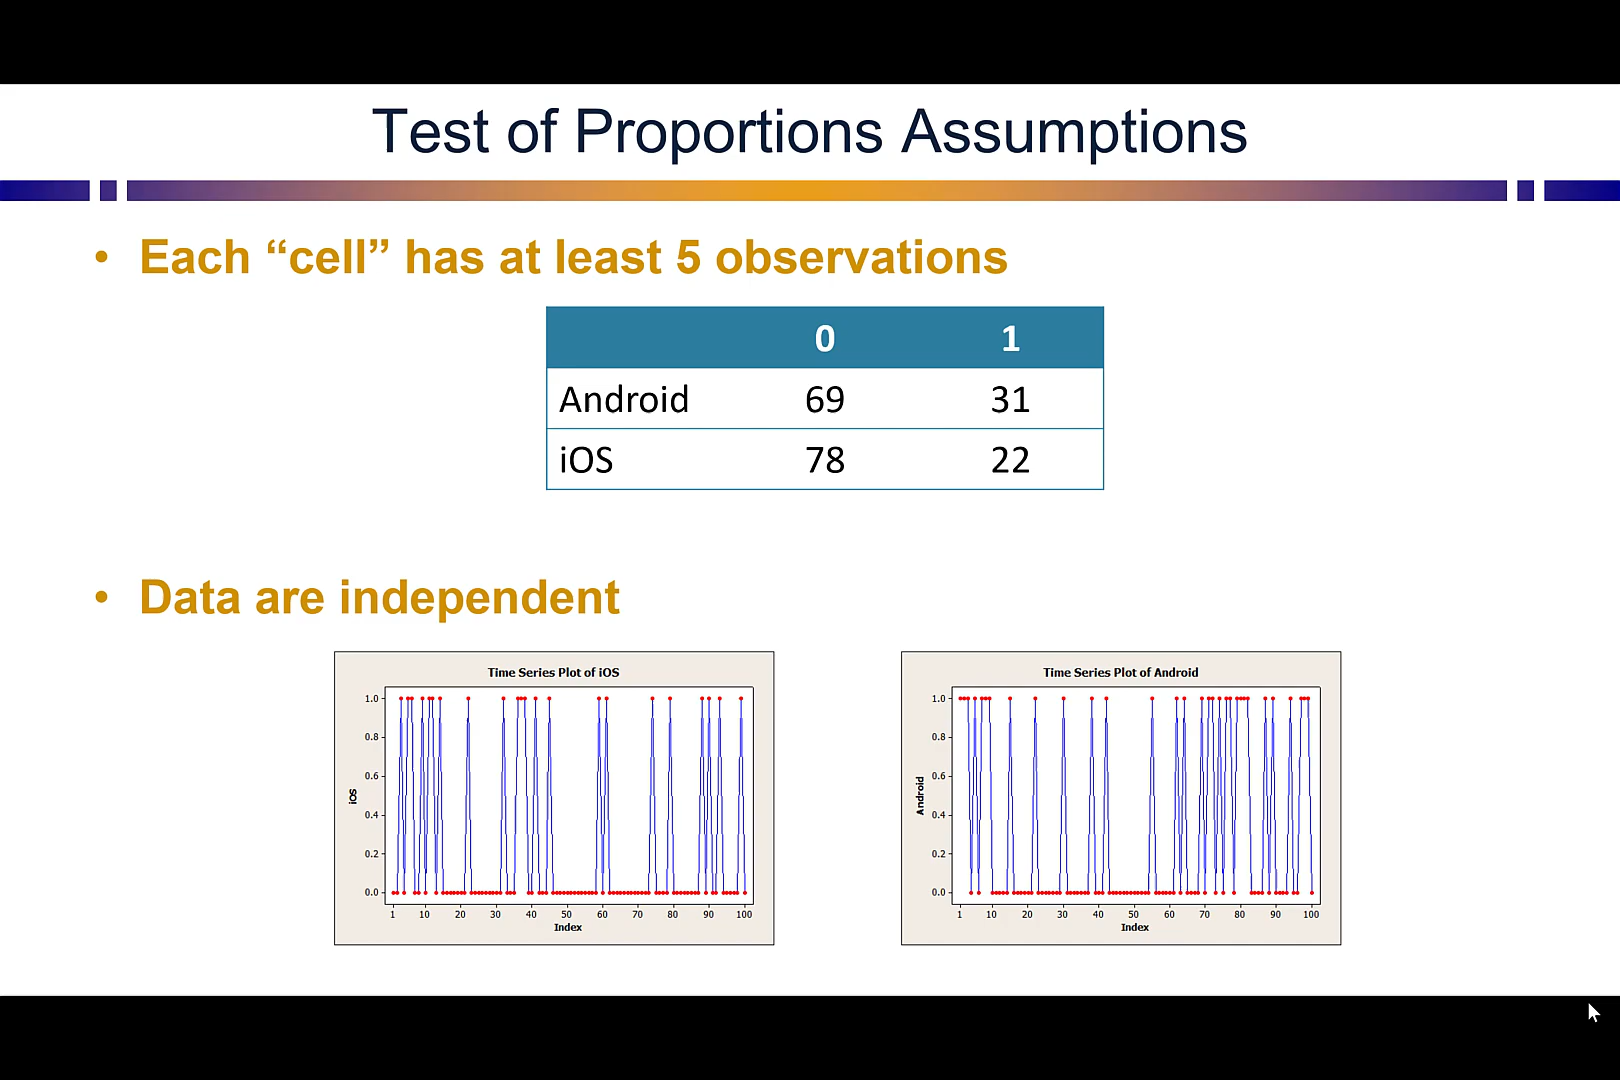 Test of Proportions Assumptions
• Each “cell” has at least 5 observations
0 1
Android 69 31
iOS 78 22
• Data are independent
Time Series Plot of iOS
1.0
0.8
0.6
0.4
0.2
0.0
iOS
1 10 20 30 40 50 60 70 80 90 100
Index
Time Series Plot of Android
1.0
0.8
0.6
0.4
0.2
0.0
Android
1 10 20 30 40 50 60 70 80 90 100
Index